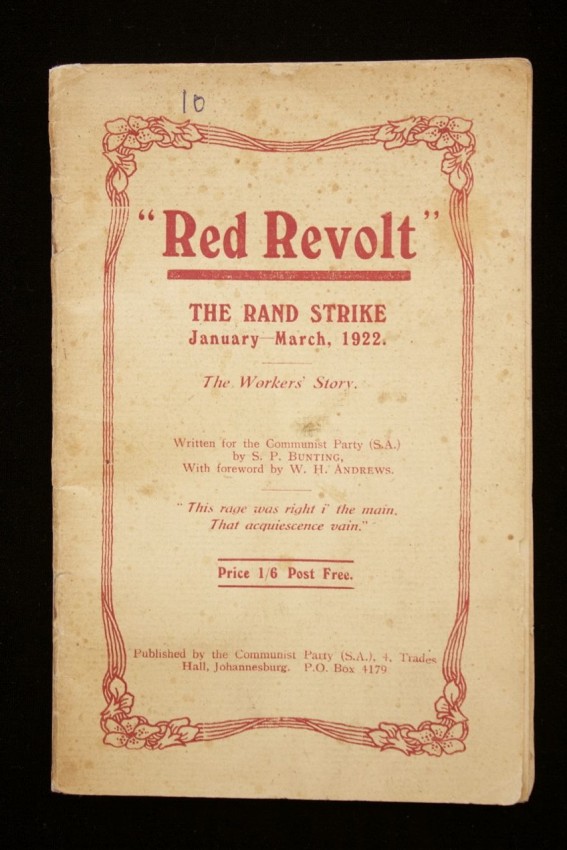 10
"Red Revolt"
THE RAND STRIKE
January—March, 1922.
The Workers' Story.
Written for the Communist Party (S.A.)
by S. P. BUNTING,
With foreword by W. H. ANDREWS.
"This rage was right i' the main,
That acquiescence vain."
Price 1/6 Post Free.
Published by the Communist Party (S.A.), 4, Trades
Hall, Johannesburg. P.O. Box 4179